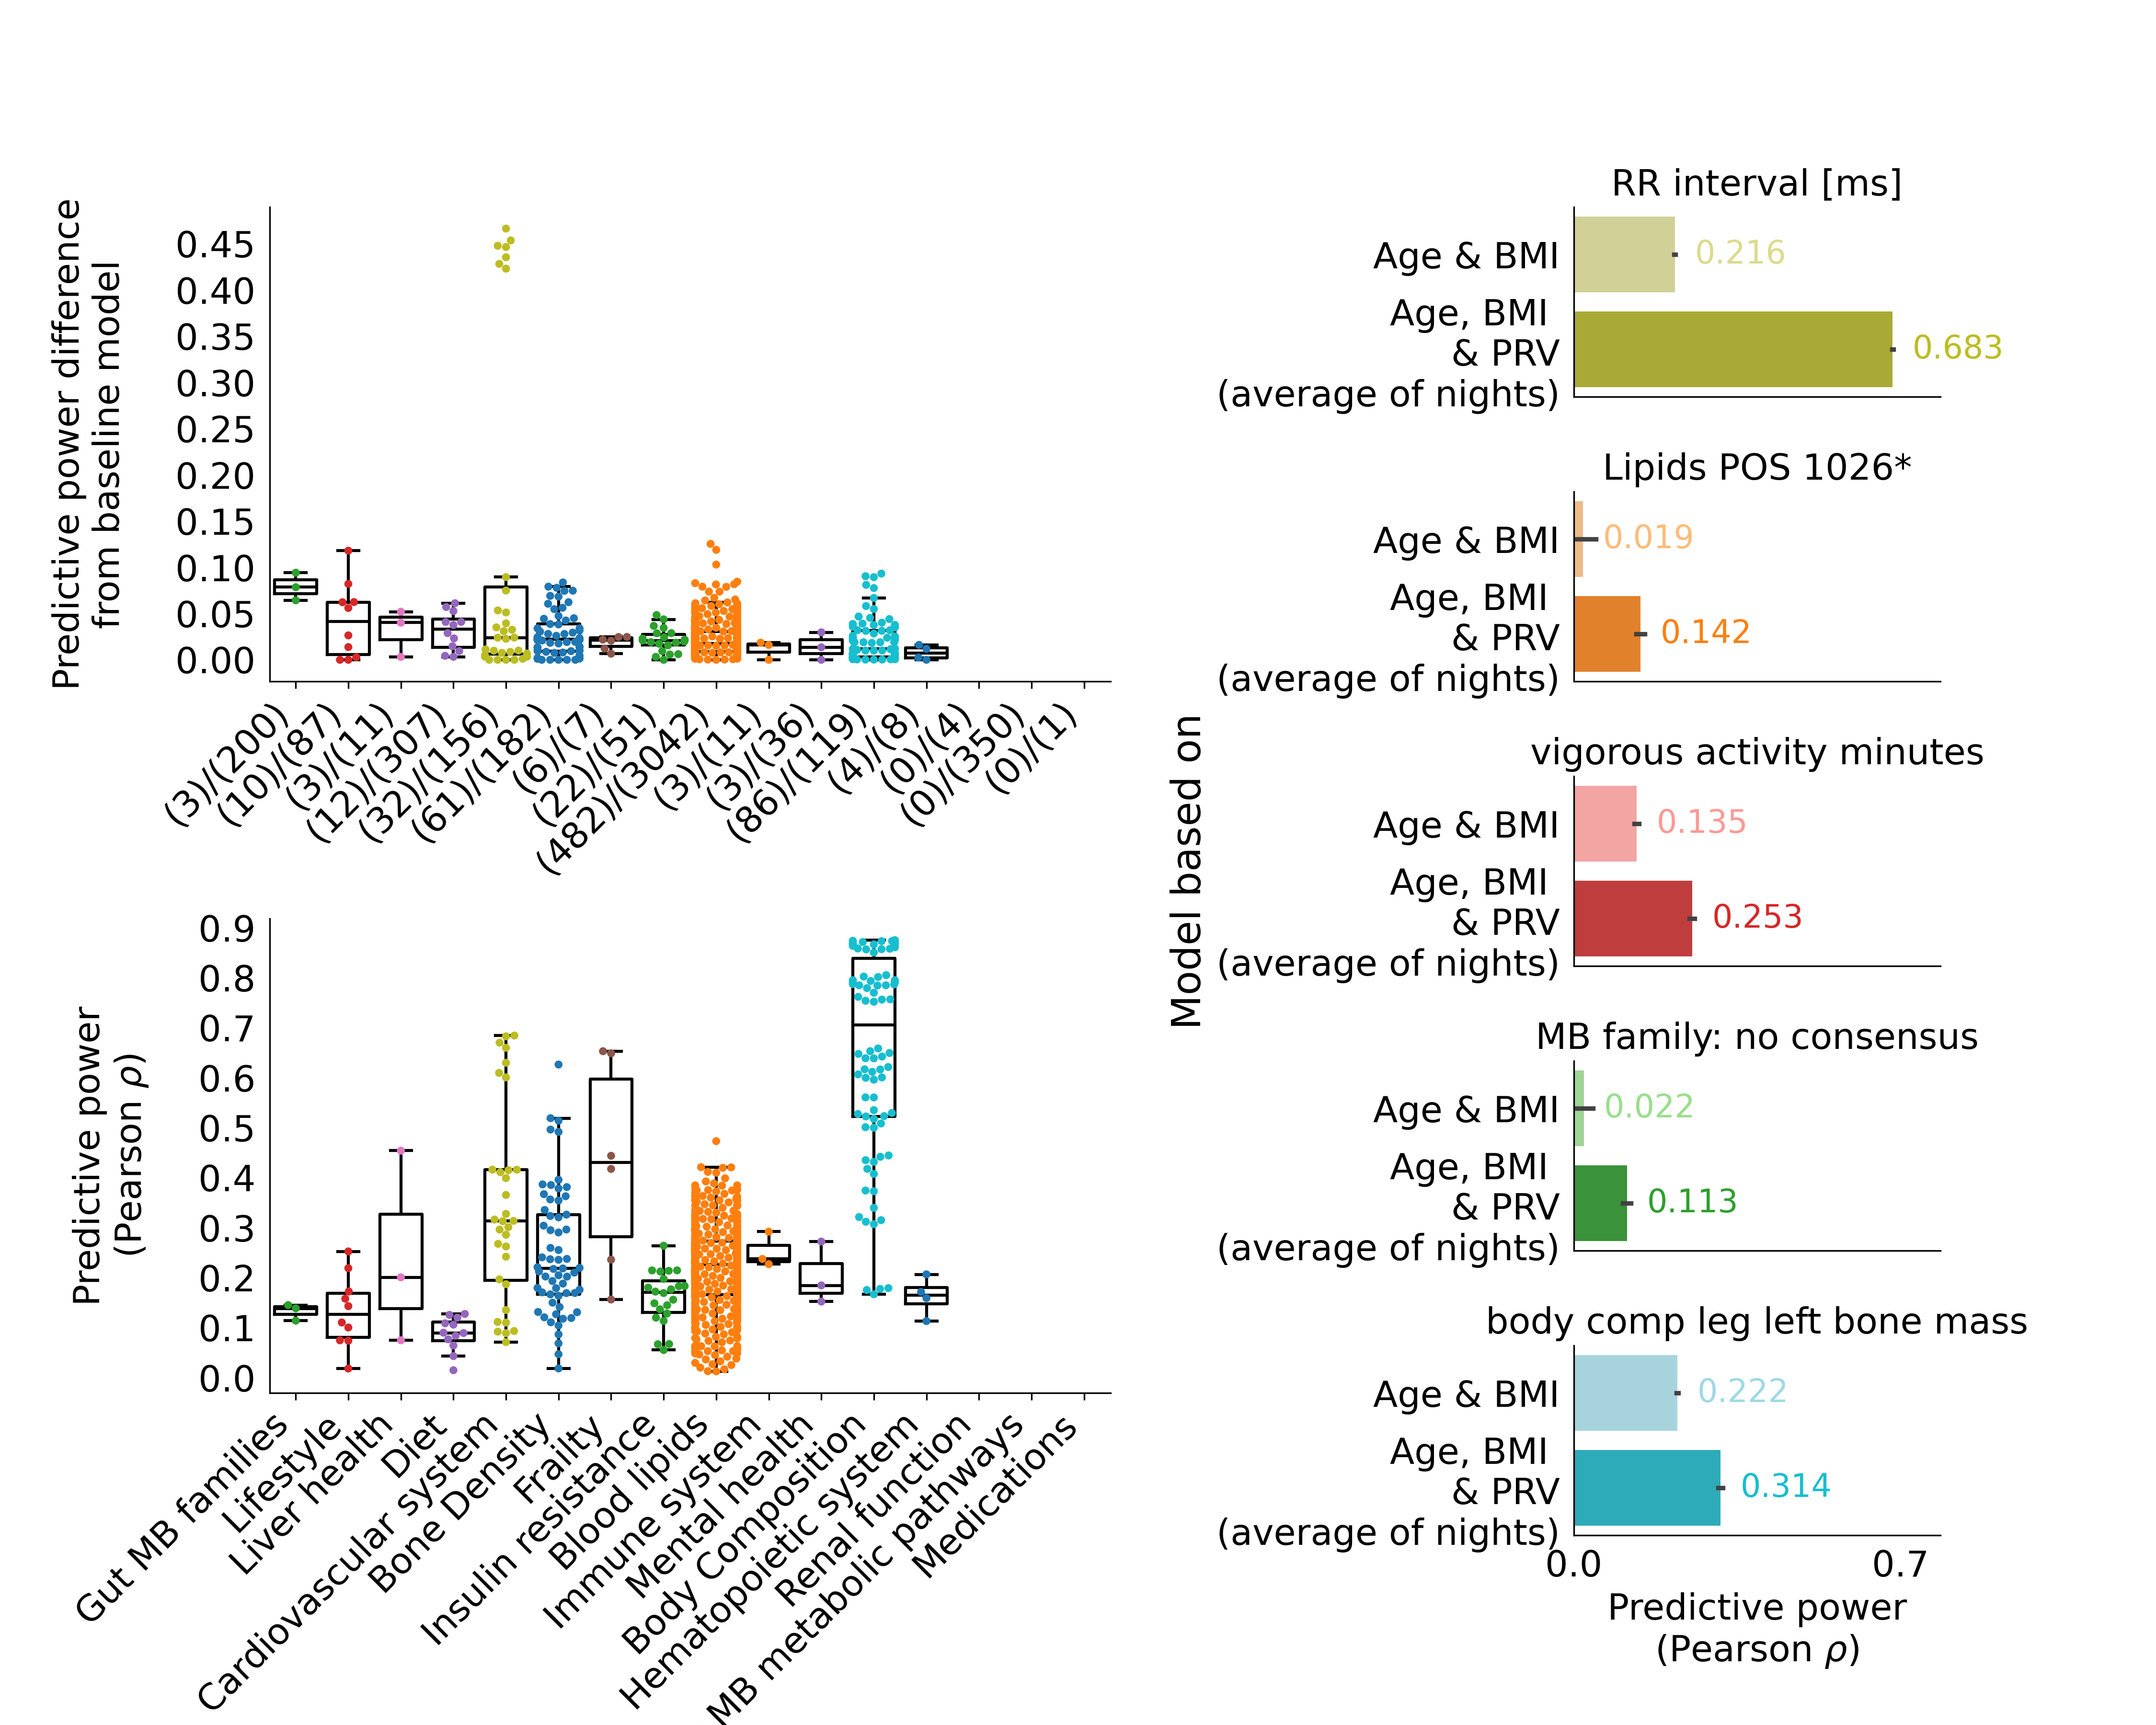 Predictive power difference
from baseline model
0.45
0.40
0.35
0.30
0.25
0.20
0.15
0.10
0.05
0.00
(3)/(200)
(10)/(87)
(3)/(11)
(12)/(307)
(32)/(156)
(61)/(182)
(6)/(7)
(22)/(51)
(482)/(3042)
(3)/(11)
(3)/(36)
(86)/(119)
(4)/(8)
(0)/(4)
(0)/(350)
(0)/(1)
Predictive power
(Pearson ρ)
0.9
0.8
0.7
0.6
0.5
0.4
0.3
0.2
0.1
0.0
Gut MB families
Lifestyle
Liver health
Diet
Cardiovascular system
Bone Density
Frailty
Insulin resistance
Blood lipids
Immune system
Mental health
Body Composition
Hematopoietic system
Renal function
MB metabolic pathways
Medications
Model based on
RR interval [ms]
Age & BMI
0.216
Age, BMI
& PRV
(average of nights)
0.683
Lipids POS 1026*
Age & BMI
0.019
Age, BMI
& PRV
(average of nights)
0.142
vigorous activity minutes
Age & BMI
0.135
Age, BMI
& PRV
(average of nights)
0.253
MB family: no consensus
Age & BMI
0.022
Age, BMI
& PRV
(average of nights)
0.113
body comp leg left bone mass
Age & BMI
0.222
Age, BMI
& PRV
(average of nights)
0.314
0.0
0.7
Predictive power
(Pearson ρ)